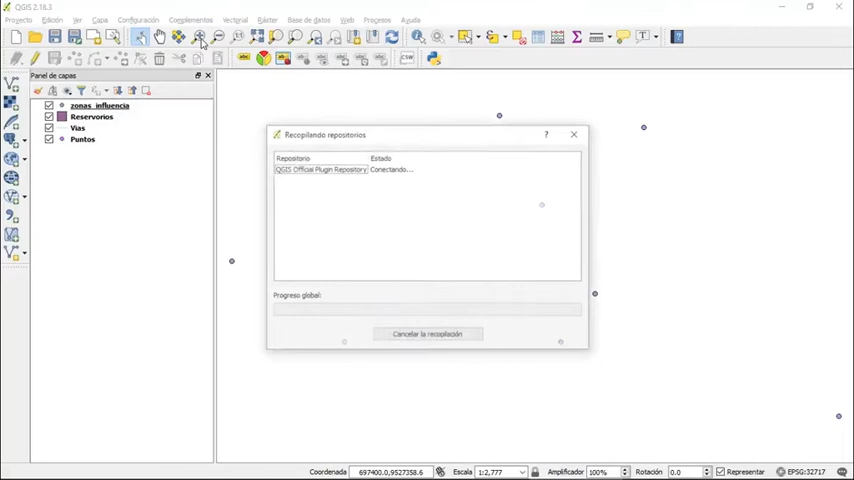 QGIS 2.18.3
Proyecto Edición Ver Capa Configuración Complementos Vectorial Ráster Base de datos Web Procesos Ayuda
CSW
Panel de capas
zonas_influencia
Reservorios
Vias
Puntos
Recopilando repositorios
Repositorio Estado
QGIS Official Plugin Repository Conectando...
Progreso global:
Cancelar la recopilación
Coordenada 697400.0,9527358.6 Escala 1:2,777 Amplificador 100% Rotación 0.0 Representar EPSG:32717